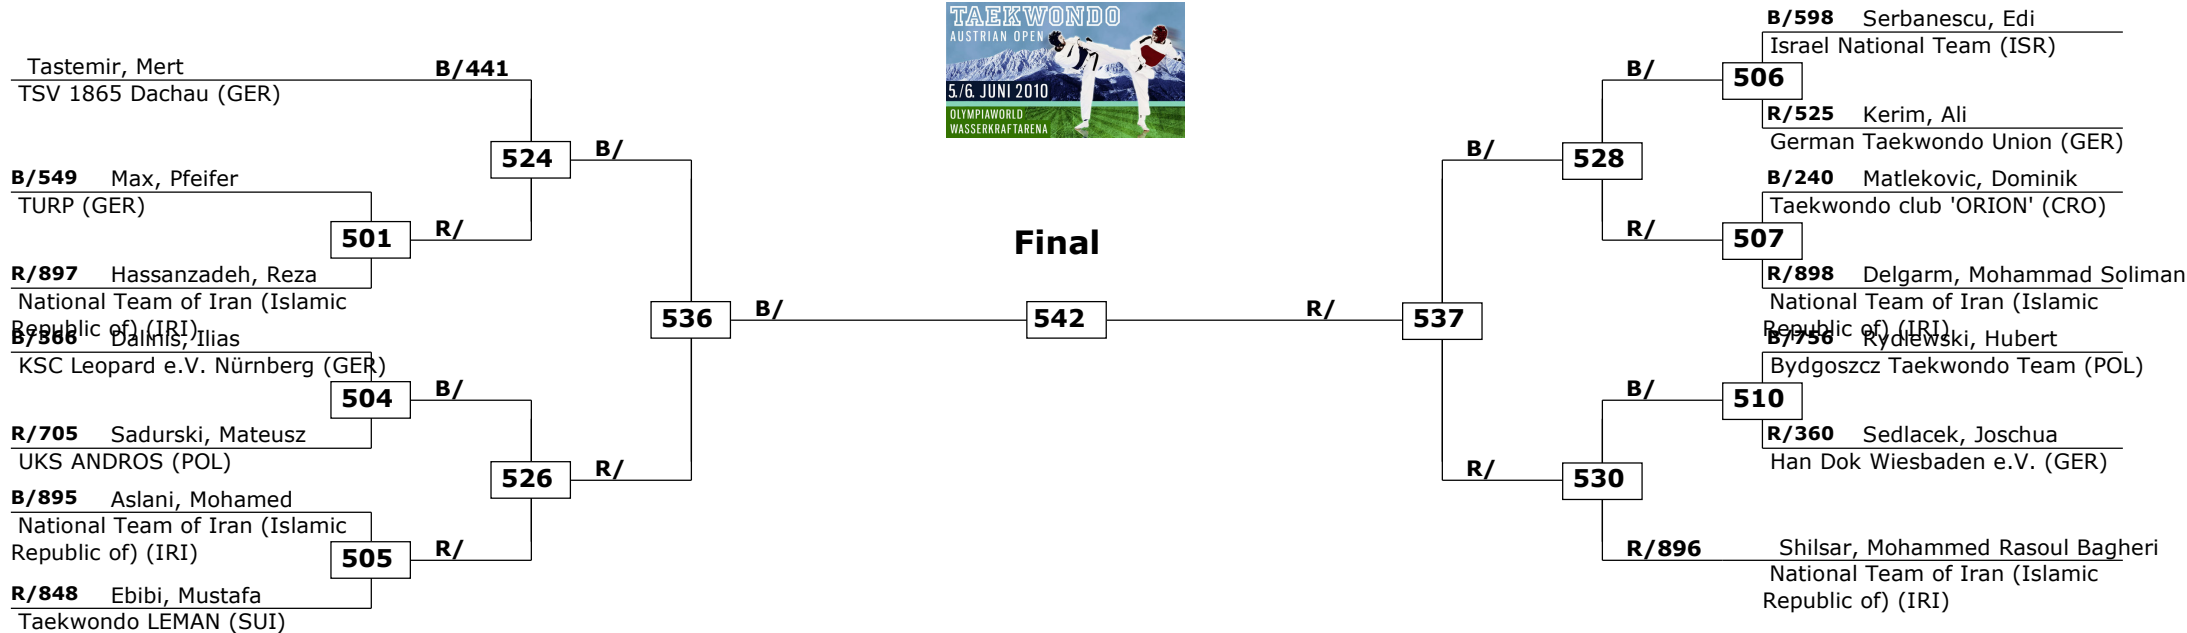 TAEKWONDO
AUSTRIAN OPEN
5./6. JUNI 2010
OLYMPIAWORLD
WASSERKRAFTARENA
Tastemir, Mert B/441
TSV 1865 Dachau (GER)
524 B/
B/549 Max, Pfeifer
TURP (GER)
501 R/
R/897 Hassanzadeh, Reza
National Team of Iran (Islamic
Republic of) (IRI)
536 B/
B/366 Dalinis, Ilias
KSC Leopard e.V. Nürnberg (GER)
504 B/
R/705 Sadurski, Mateusz
UKS ANDROS (POL)
526 R/
B/895 Aslani, Mohamed
National Team of Iran (Islamic
Republic of) (IRI)
505 R/
R/848 Ebibi, Mustafa
Taekwondo LEMAN (SUI)
Final
542
B/598 Serbanescu, Edi
Israel National Team (ISR)
B/ 506
R/525 Kerim, Ali
German Taekwondo Union (GER)
B/ 528
B/240 Matlekovic, Dominik
Taekwondo club 'ORION' (CRO)
R/ 507
R/898 Delgarm, Mohammad Soliman
National Team of Iran (Islamic
Republic of) (IRI)
R/ 537
B/756 Rydlewski, Hubert
Bydgoszcz Taekwondo Team (POL)
B/ 510
R/360 Sedlacek, Joschua
Han Dok Wiesbaden e.V. (GER)
R/ 530
R/896 Shilsar, Mohammed Rasoul Bagheri
National Team of Iran (Islamic
Republic of) (IRI)